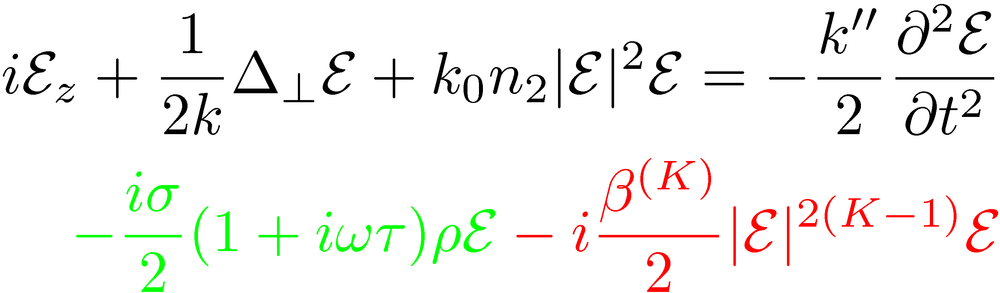 $i\mathcal{E}_z + \frac{1}{2k}\Delta_\perp \mathcal{E} + k_0 n_2 |\mathcal{E}|^2 \mathcal{E} = -\frac{k''}{2} \frac{\partial^2 \mathcal{E}}{\partial t^2}$
$-\frac{i\sigma}{2}(1 + i\omega\tau)\rho\mathcal{E} - i\frac{\beta^{(K)}}{2}|\mathcal{E}|^{2(K-1)}\mathcal{E}$